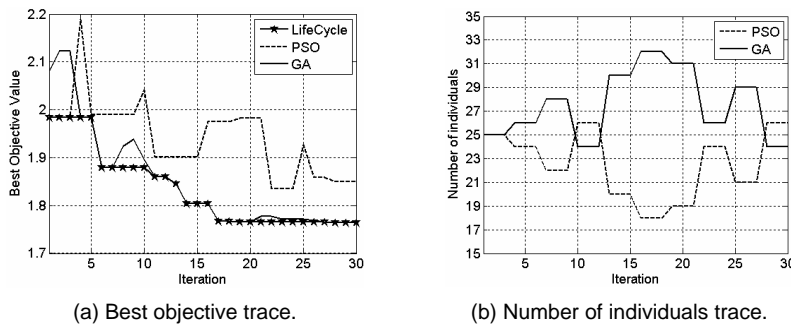 2.2
2.1
2
1.9
1.8
1.7
Best Objective Value
5 10 15 20 25 30
Iteration
LifeCycle
PSO
GA
(a) Best objective trace.
35
33
31
29
27
25
23
21
19
17
15
Number of individuals
5 10 15 20 25 30
Iteration
PSO
GA
(b) Number of individuals trace.